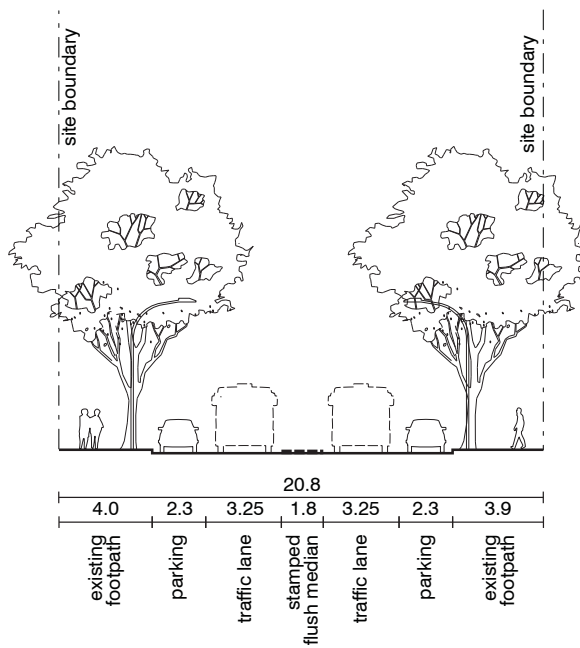 site boundary
site boundary
20.8
4.0
2.3
3.25
1.8
3.25
2.3
3.9
existing
footpath
parking
traffic lane
stamped
flush median
traffic lane
parking
existing
footpath